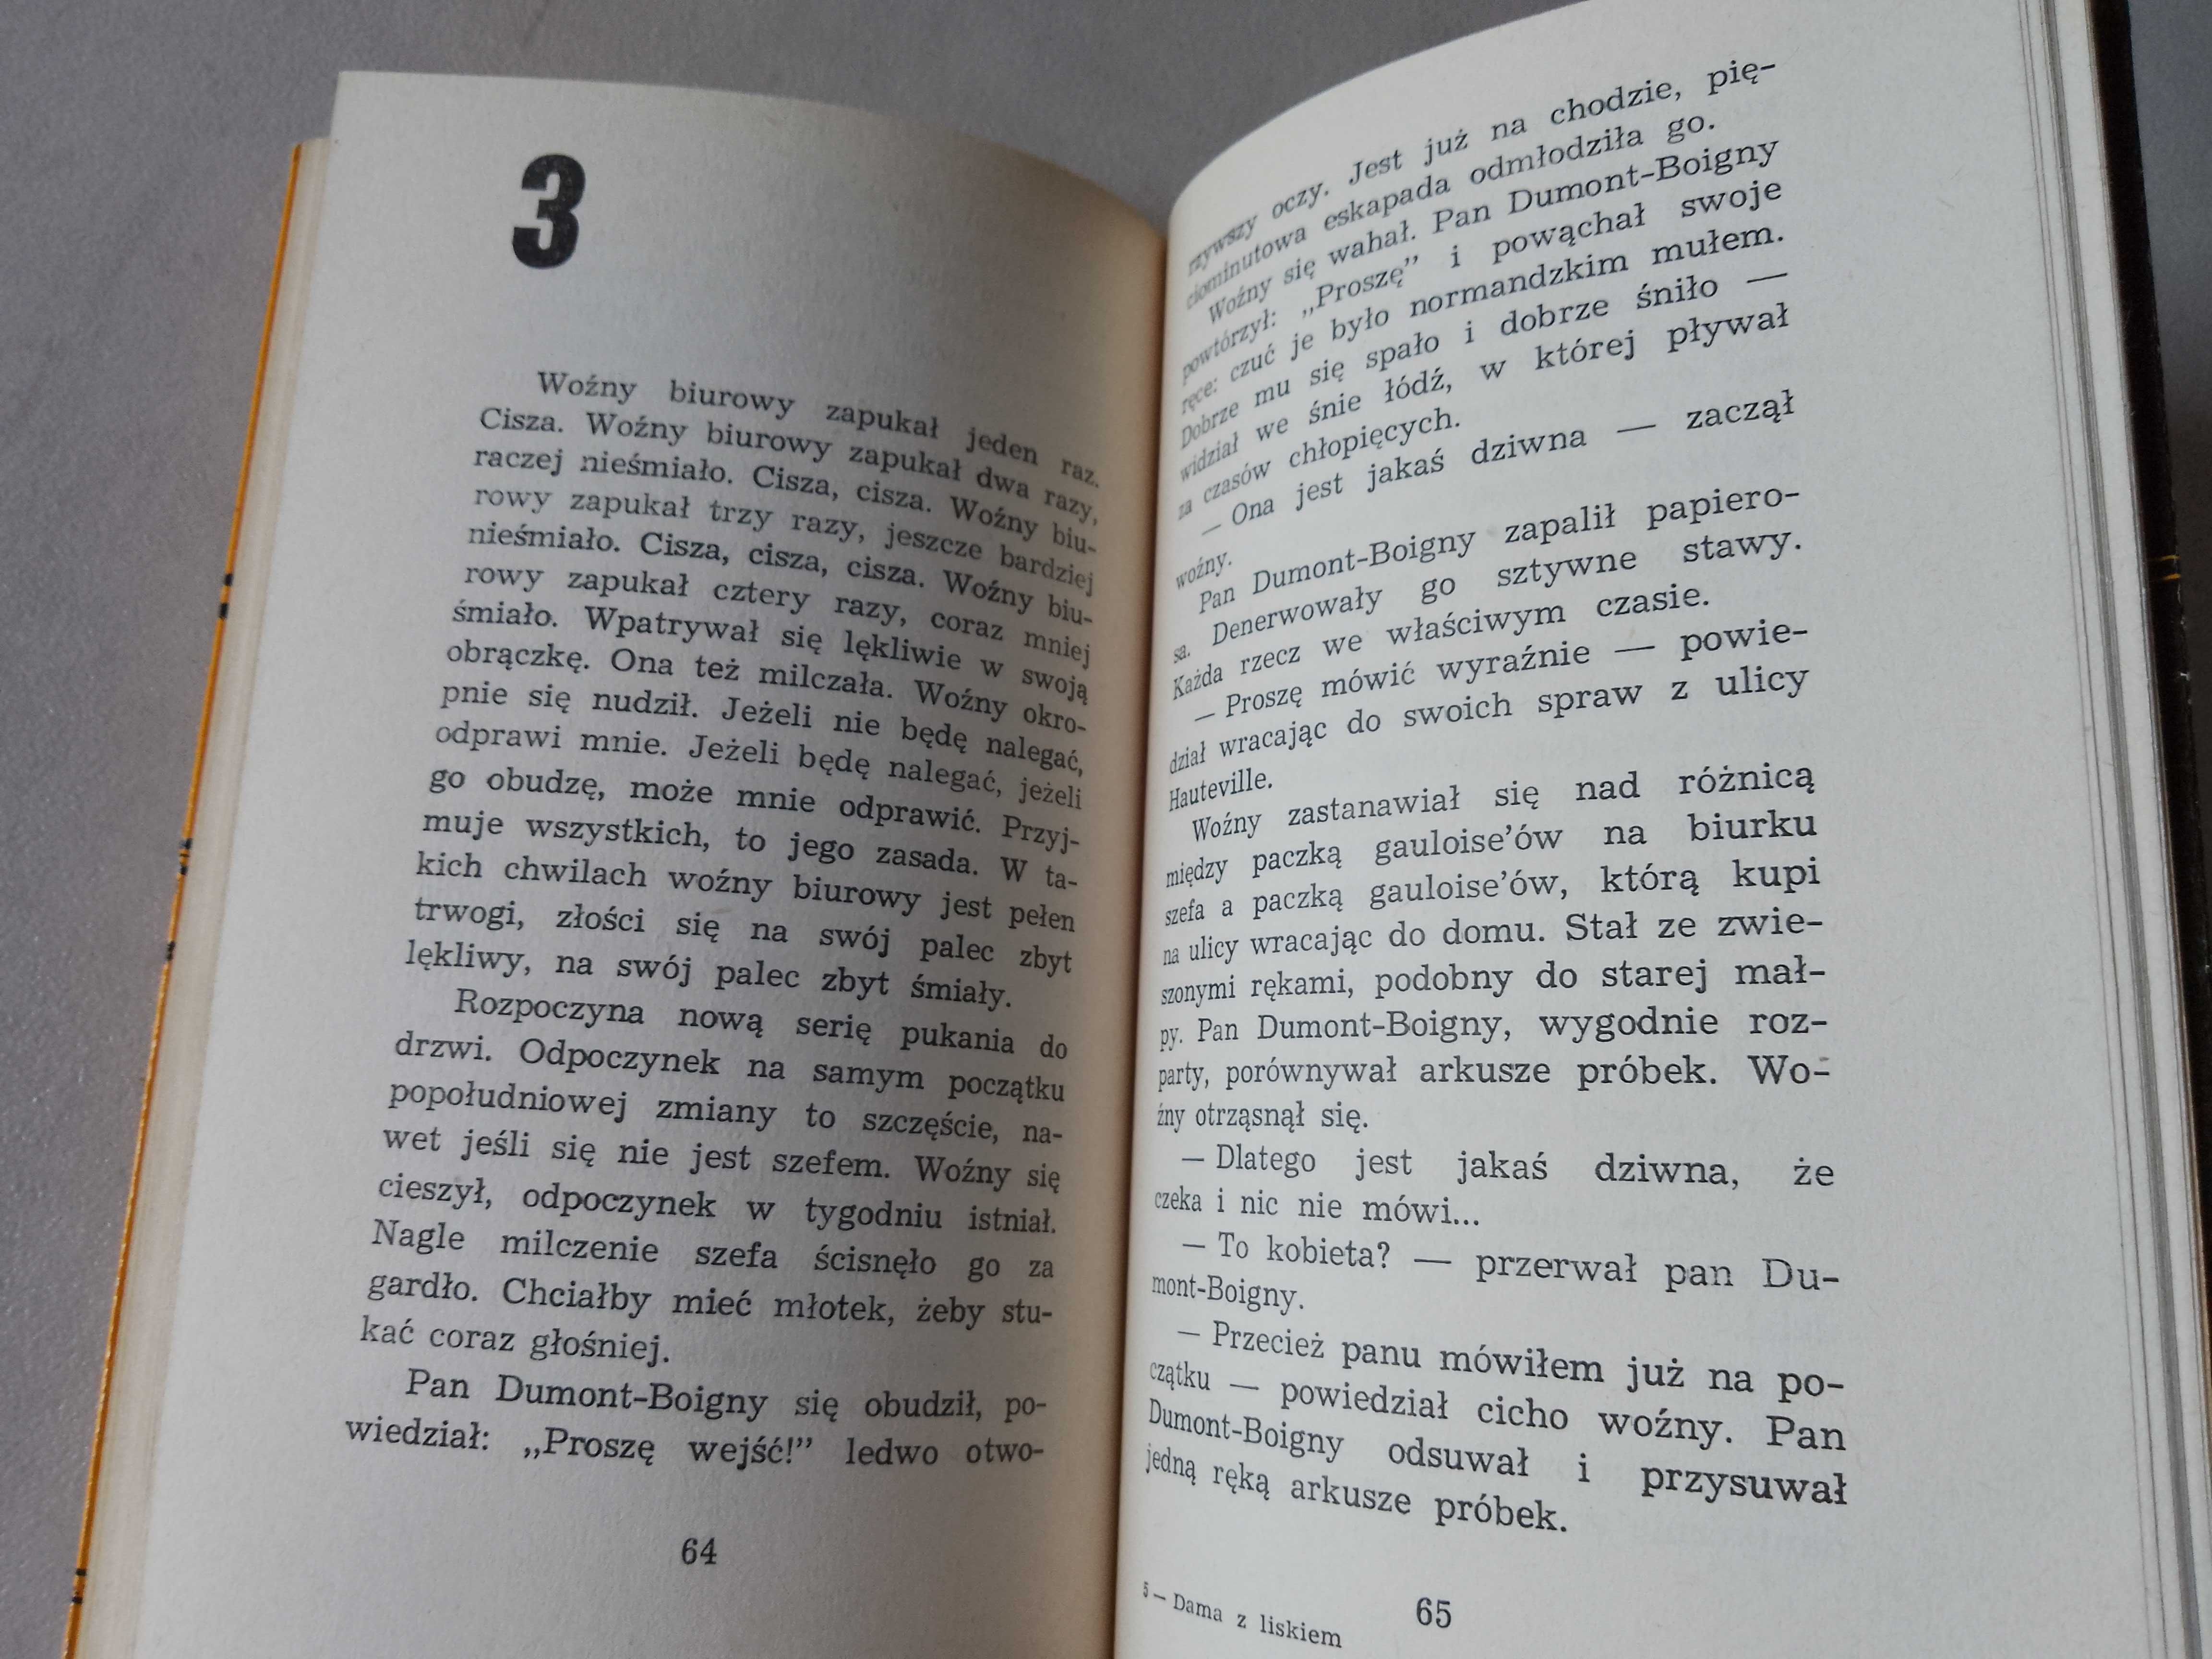 3
Woźny biurowy zapukał jeden raz.
Cisza. Woźny biurowy zapukał dwa razy,
raczej nieśmiało. Cisza, cisza. Woźny biu-
rowy zapukał trzy razy, jeszcze bardziej
nieśmiało. Cisza, cisza, cisza. Woźny biu-
rowy zapukał cztery razy, coraz mniej
śmiało. Wpatrywał się lękliwie w swoją
obrączkę. Ona też milczała. Woźny okro-
pnie się nudził. Jeżeli nie będę nalegać,
odprawi mnie. Jeżeli będę nalegać, jeżeli
go obudzę, może mnie odprawić. Przyj-
muje wszystkich, to jego zasada. W ta-
kich chwilach woźny biurowy jest pełen
trwogi, złości się na swój palec zbyt
lękliwy, na swój palec zbyt śmiały.
Rozpoczyna nową serię pukania do
drzwi. Odpoczynek na samym początku
popołudniowej zmiany to szczęście, na-
wet jeśli się nie jest szefem. Woźny się
cieszył, odpoczynek w tygodniu istniał.
Nagle milczenie szefa ścisnęło go za
gardło. Chciałby mieć młotek, żeby stu-
kać coraz głośniej.
Pan Dumont-Boigny się obudził, po-
wiedział: „Proszę wejść!” ledwo otwo-
64
rzywszy oczy. Jest już na chodzie, pię-
ciominutowa eskapada odmłodziła go.
Woźny się wahał. Pan Dumont-Boigny
powtórzył: „Proszę” i powąchał swoje
ręce: czuć je było normandzkim mułem.
Dobrze mu się spało i dobrze śniło —
widział we śnie łódź, w której pływał
za czasów chłopięcych.
— Ona jest jakaś dziwna — zaczął
woźny.
Pan Dumont-Boigny zapalił papiero-
sa. Denerwowały go sztywne stawy.
Każda rzecz we właściwym czasie.
— Proszę mówić wyraźnie — powie-
dział wracając do swoich spraw z ulicy
Hauteville.
Woźny zastanawiał się nad różnicą
między paczką gauloise’ów na biurku
szefa a paczką gauloise’ów, którą kupi
na ulicy wracając do domu. Stał ze zwie-
szonymi rękami, podobny do starej mał-
py. Pan Dumont-Boigny, wygodnie roz-
party, porównywał arkusze próbek. Wo-
źny otrząsnął się.
— Dlatego jest jakaś dziwna, że
czeka i nic nie mówi...
— To kobieta? — przerwał pan Du-
mont-Boigny.
— Przecież panu mówiłem już na po-
czątku — powiedział cicho woźny. Pan
Dumont-Boigny odsuwał i przysuwał
jedną ręką arkusze próbek.
5 — Dama z liskiem
65